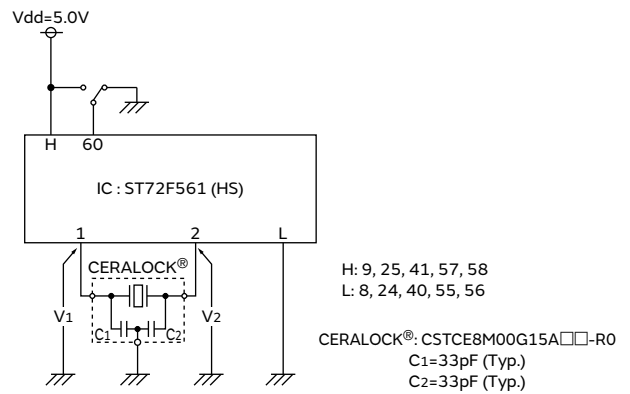 Vdd=5.0V
H 60
IC : ST72F561 (HS)
1 2 L
CERALOCK®
V1 C1 C2 V2
H: 9, 25, 41, 57, 58
L: 8, 24, 40, 55, 56
CERALOCK®: CSTCE8M00G15A□□-R0
C1=33pF (Typ.)
C2=33pF (Typ.)